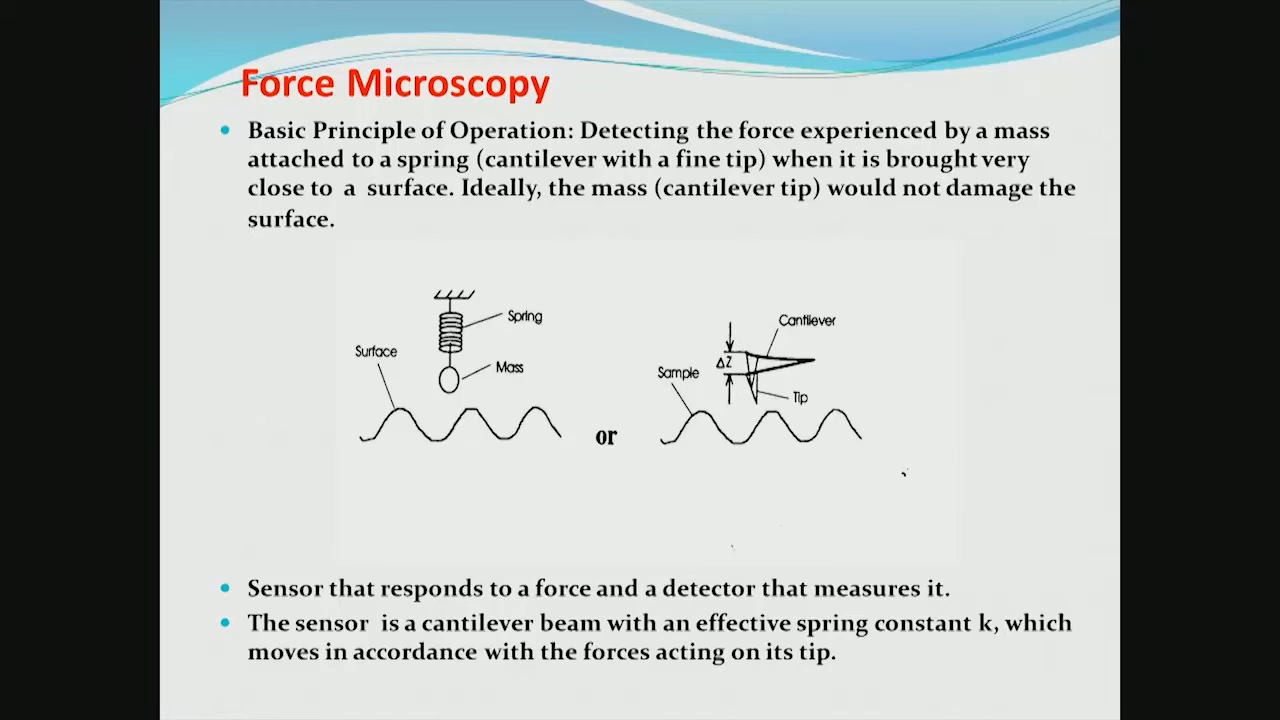 Force Microscopy
Basic Principle of Operation: Detecting the force experienced by a mass
attached to a spring (cantilever with a fine tip) when it is brought very
close to a surface. Ideally, the mass (cantilever tip) would not damage the
surface.
Spring
Surface
Mass
or
Cantilever
ΔZ
Sample
Tip
Sensor that responds to a force and a detector that measures it.
The sensor is a cantilever beam with an effective spring constant k, which
moves in accordance with the forces acting on its tip.